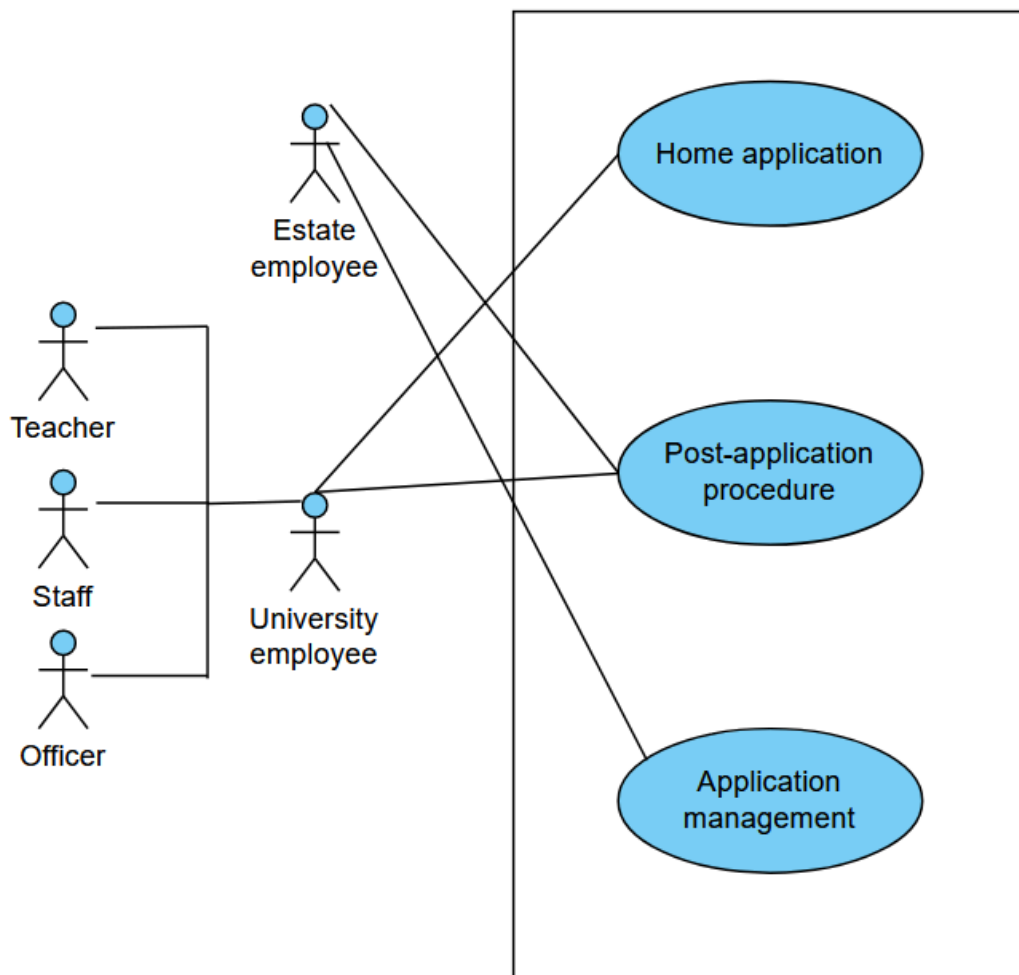 Home application
Estate
employee
Teacher
Post-application
procedure
Staff
University
employee
Officer
Application
management